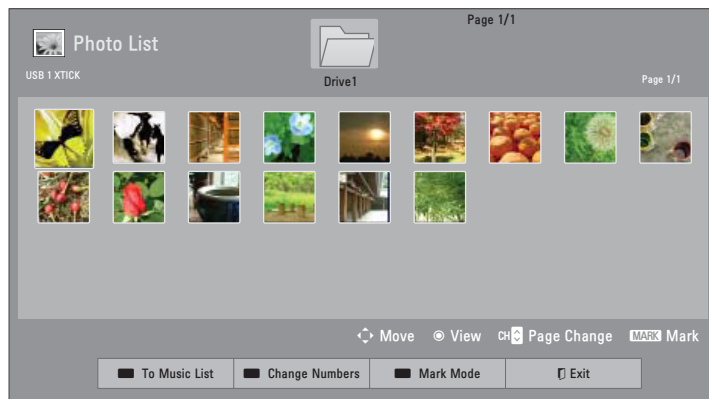 Page 1/1
Photo List
USB 1 XTICK
Drive1
Page 1/1
Move View CH Page Change MARK Mark
To Music List Change Numbers Mark Mode Exit